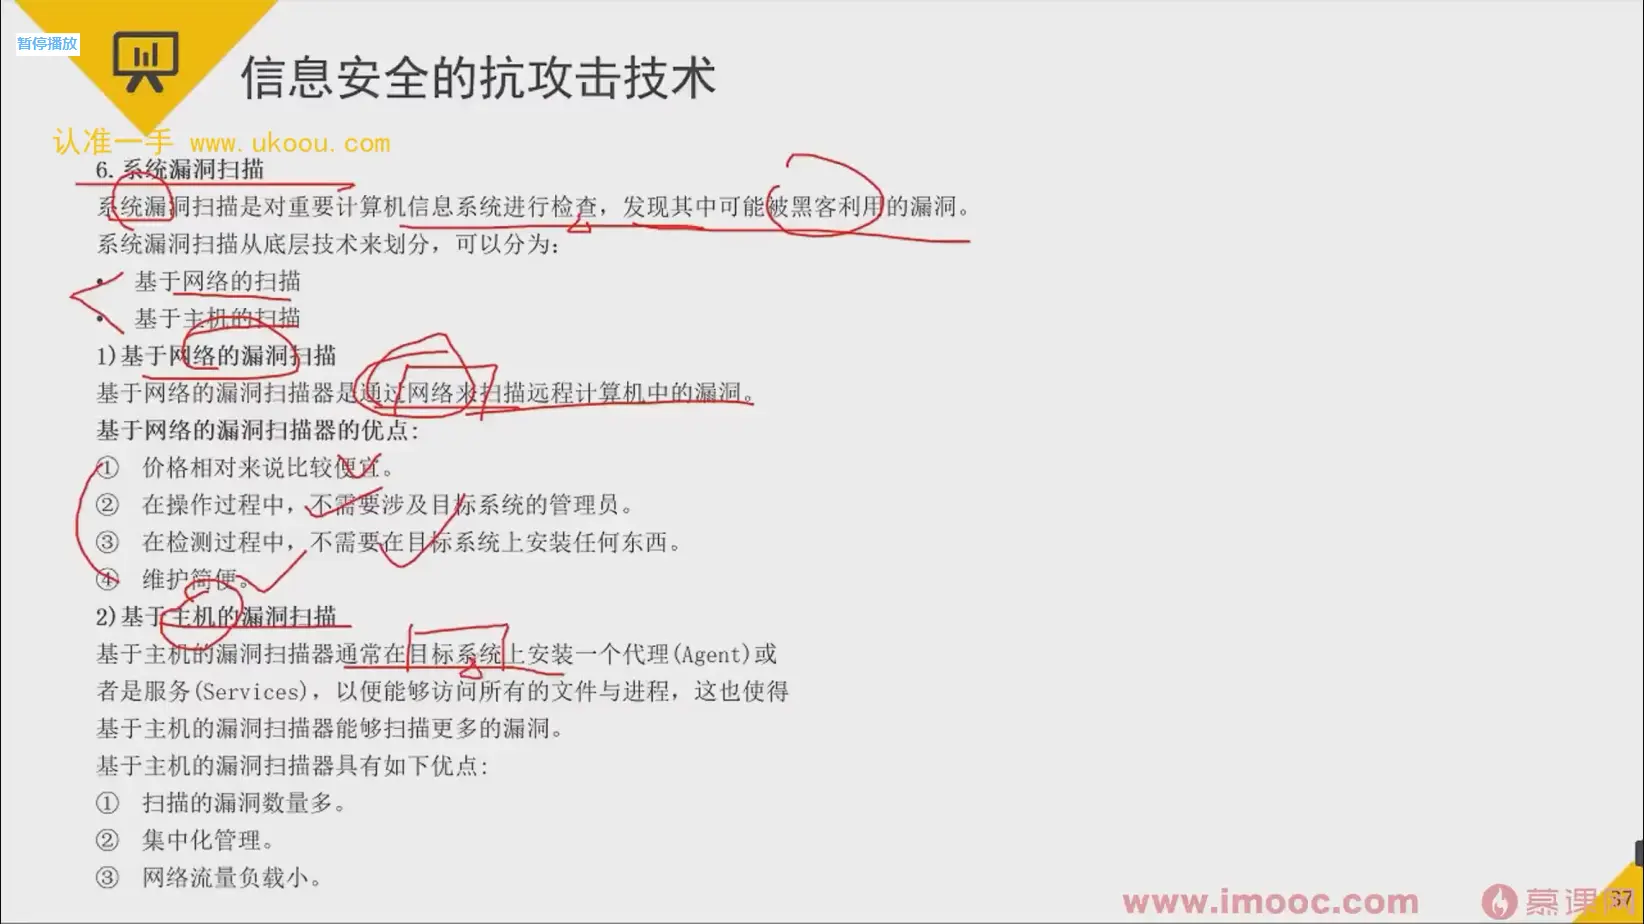 暂停播放
信息安全的抗攻击技术
认准一手 www.ukoou.com
6.系统漏洞扫描
系统漏洞扫描是对重要计算机信息系统进行检查，发现其中可能被黑客利用的漏洞。
系统漏洞扫描从底层技术来划分，可以分为：
• 基于网络的扫描
• 基于主机的扫描
1)基于网络的漏洞扫描
基于网络的漏洞扫描器是通过网络来扫描远程计算机中的漏洞。
基于网络的漏洞扫描器的优点：
① 价格相对来说比较便宜。
② 在操作过程中，不需要涉及目标系统的管理员。
③ 在检测过程中，不需要在目标系统上安装任何东西。
④ 维护简便。
2)基于主机的漏洞扫描
基于主机的漏洞扫描器通常在目标系统上安装一个代理(Agent)或
者是服务(Services)，以便能够访问所有的文件与进程，这也使得
基于主机的漏洞扫描器能够扫描更多的漏洞。
基于主机的漏洞扫描器具有如下优点：
① 扫描的漏洞数量多。
② 集中化管理。
③ 网络流量负载小。
www.imooc.com 慕课网
37